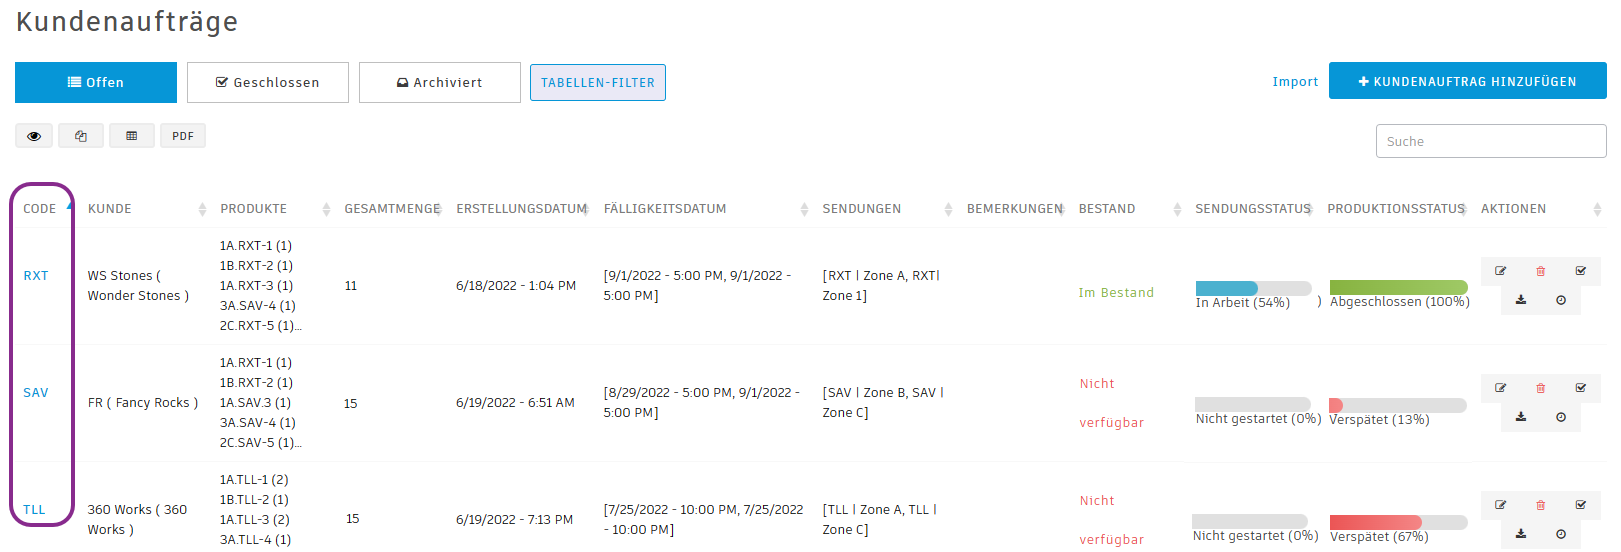 Kundenaufträge
Offen Geschlossen Archiviert TABELLEN-FILTER Import + KUNDENAUFTRAG HINZUFÜGEN
PDF Suche
CODE KUNDE PRODUKTE GESAMTMENGE ERSTELLUNGSDATUM FÄLLIGKEITSDATUM SENDUNGEN BEMERKUNGEN BESTAND SENDUNGSSTATUS PRODUKTIONSSTATUS AKTIONEN
RXT
WS Stones (
Wonder Stones )
1A.RXT-1 (1)
1B.RXT-2 (1)
1A.RXT-3 (1)
3A.SAV-4 (1)
2C.RXT-5 (1)...
11
6/18/2022 - 1:04 PM
[9/1/2022 - 5:00 PM, 9/1/2022 -
5:00 PM]
[RXT | Zone A, RXT|
Zone 1]
Im Bestand
In Arbeit (54%) )
Abgeschlossen (100%)
SAV
FR ( Fancy Rocks )
1A.RXT-1 (1)
1B.RXT-2 (1)
1A.SAV.3 (1)
3A.SAV-4 (1)
2C.SAV-5 (1)...
15
6/19/2022 - 6:51 AM
[8/29/2022 - 5:00 PM, 9/1/2022 -
5:00 PM]
[SAV | Zone B, SAV |
Zone C]
Nicht
verfügbar
Nicht gestartet (0%)
Verspätet (13%)
TLL
360 Works ( 360
Works )
1A.TLL-1 (2)
1B.TLL-2 (1)
1A.TLL-3 (2)
3A.TLL-4 (1)
15
6/19/2022 - 7:13 PM
[7/25/2022 - 10:00 PM, 7/25/2022
- 10:00 PM]
[TLL | Zone A, TLL |
Zone C]
Nicht
verfügbar
Nicht gestartet (0%)
Verspätet (67%)